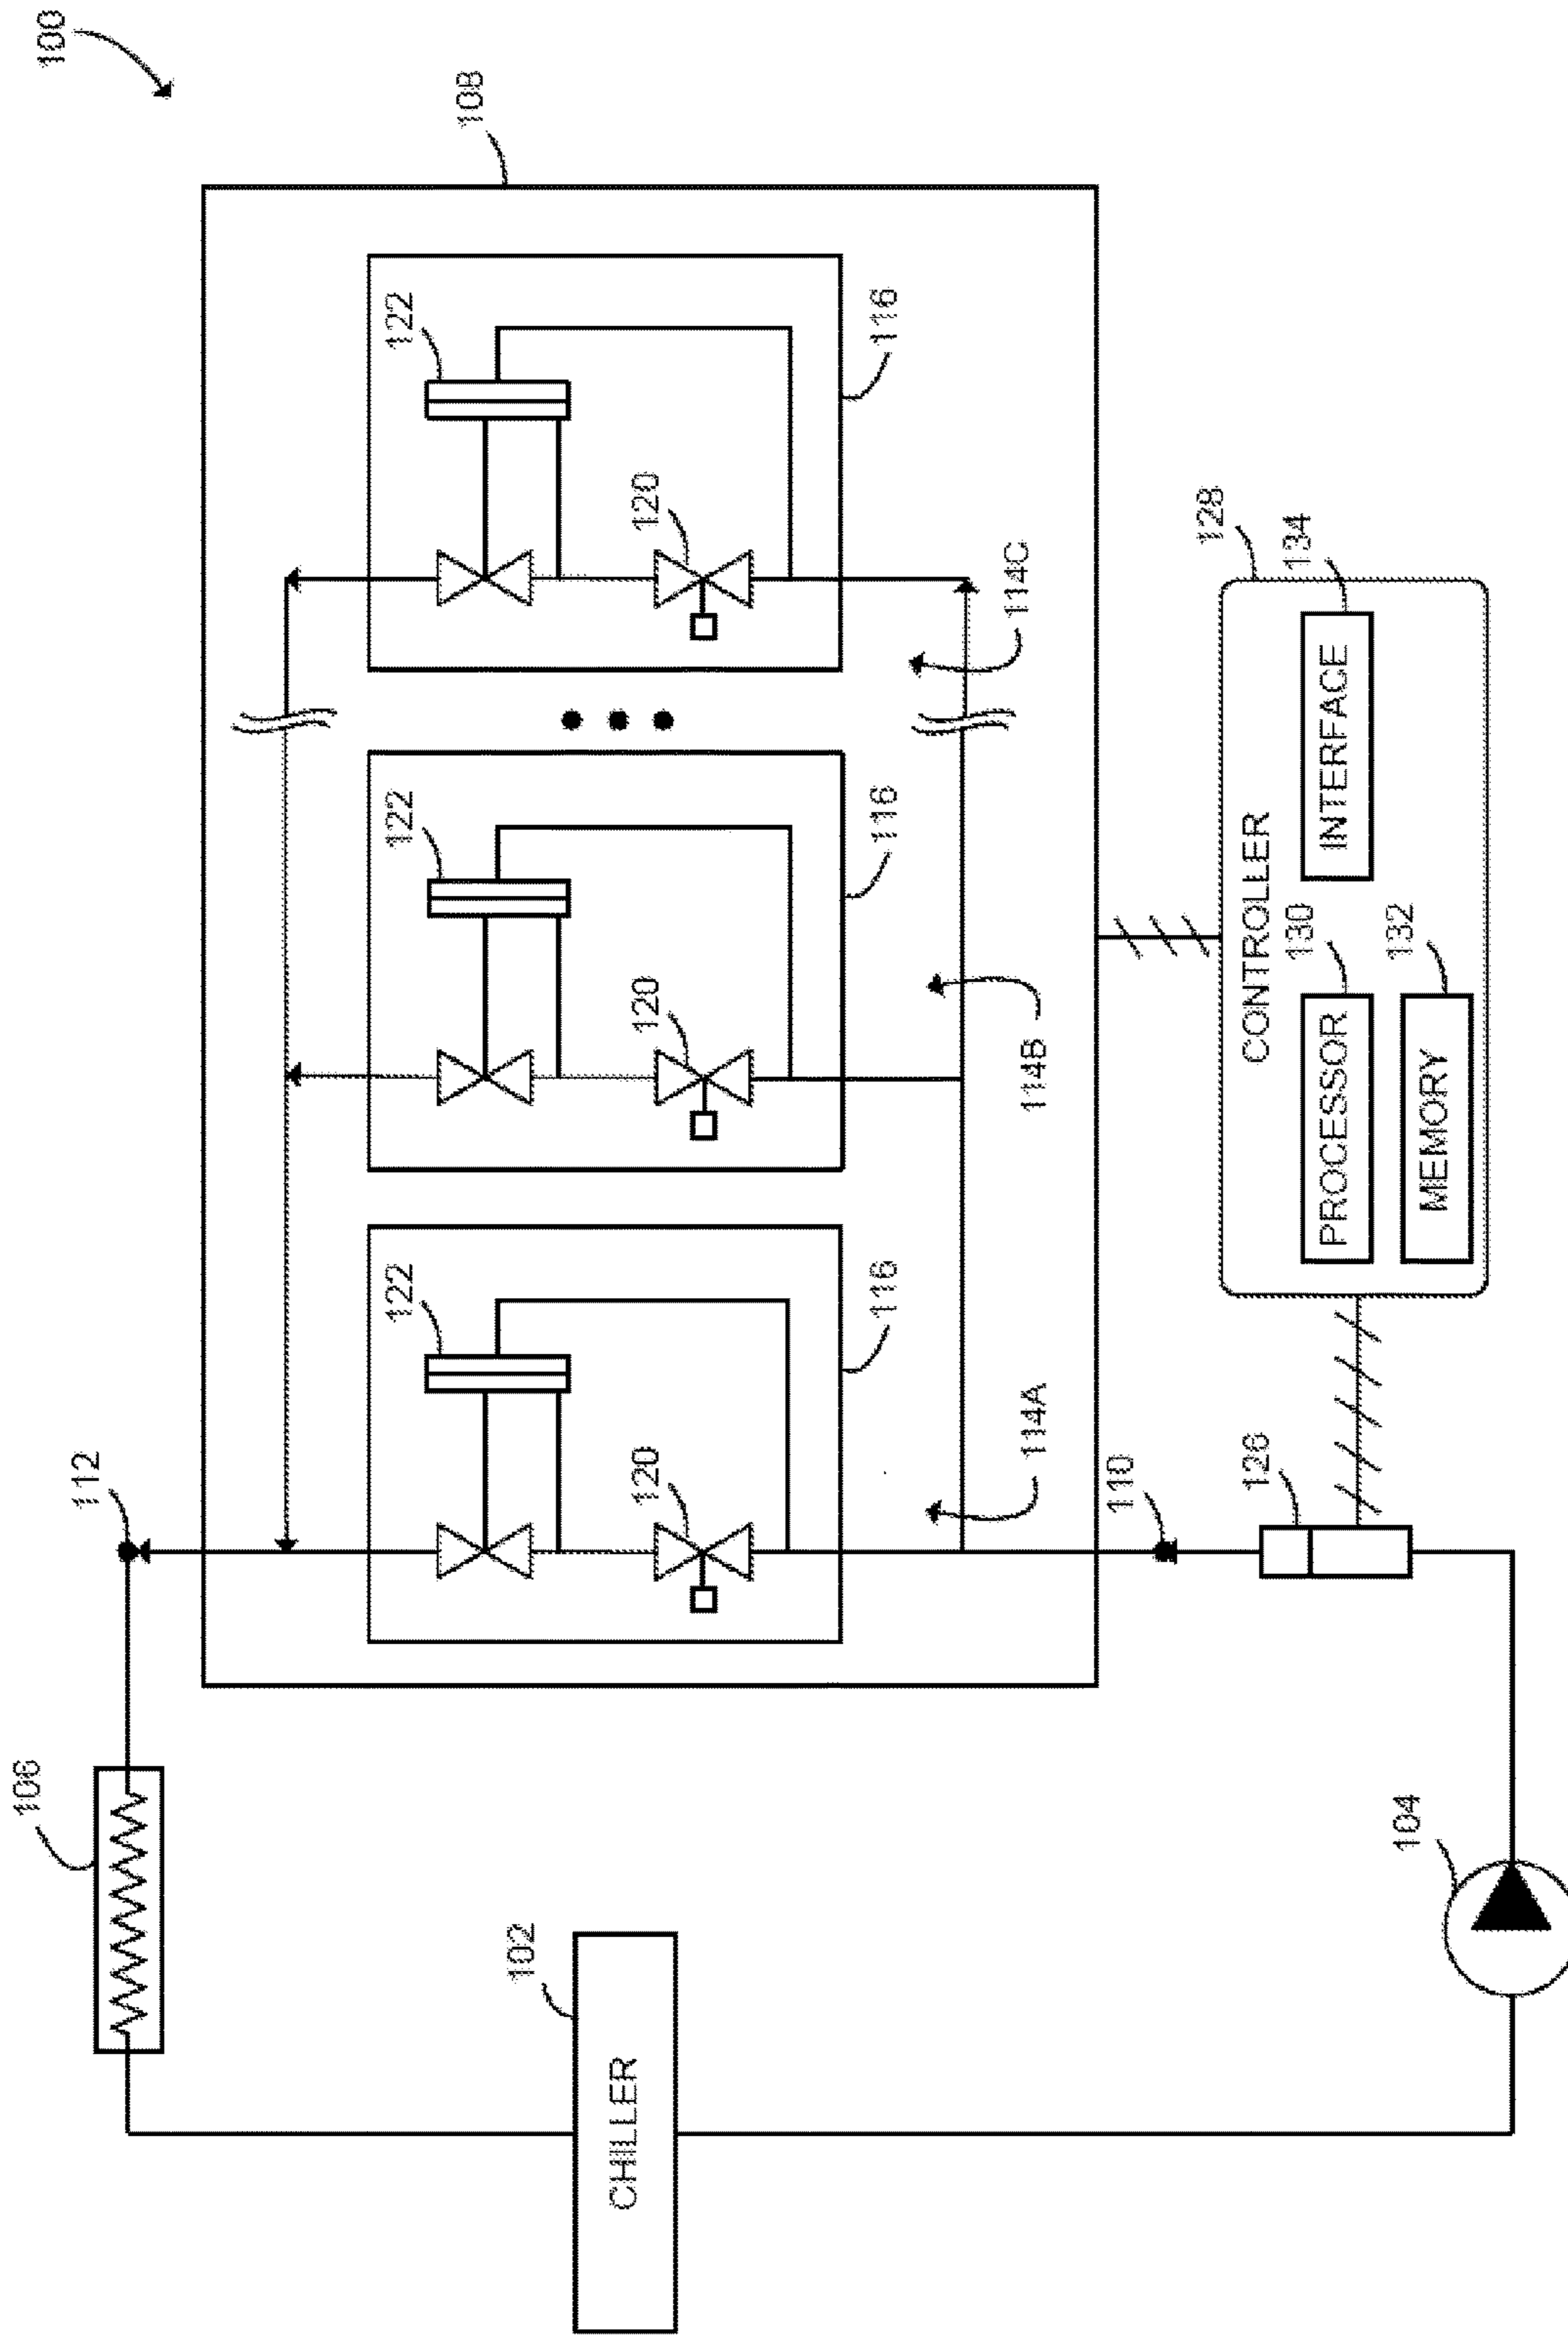 100
108
112
106
122
122
122
120
120
120
116
116
116
114A
114B
114C
110
126
128
CONTROLLER
134
INTERFACE
130
PROCESSOR
132
MEMORY
102
CHILLER
104